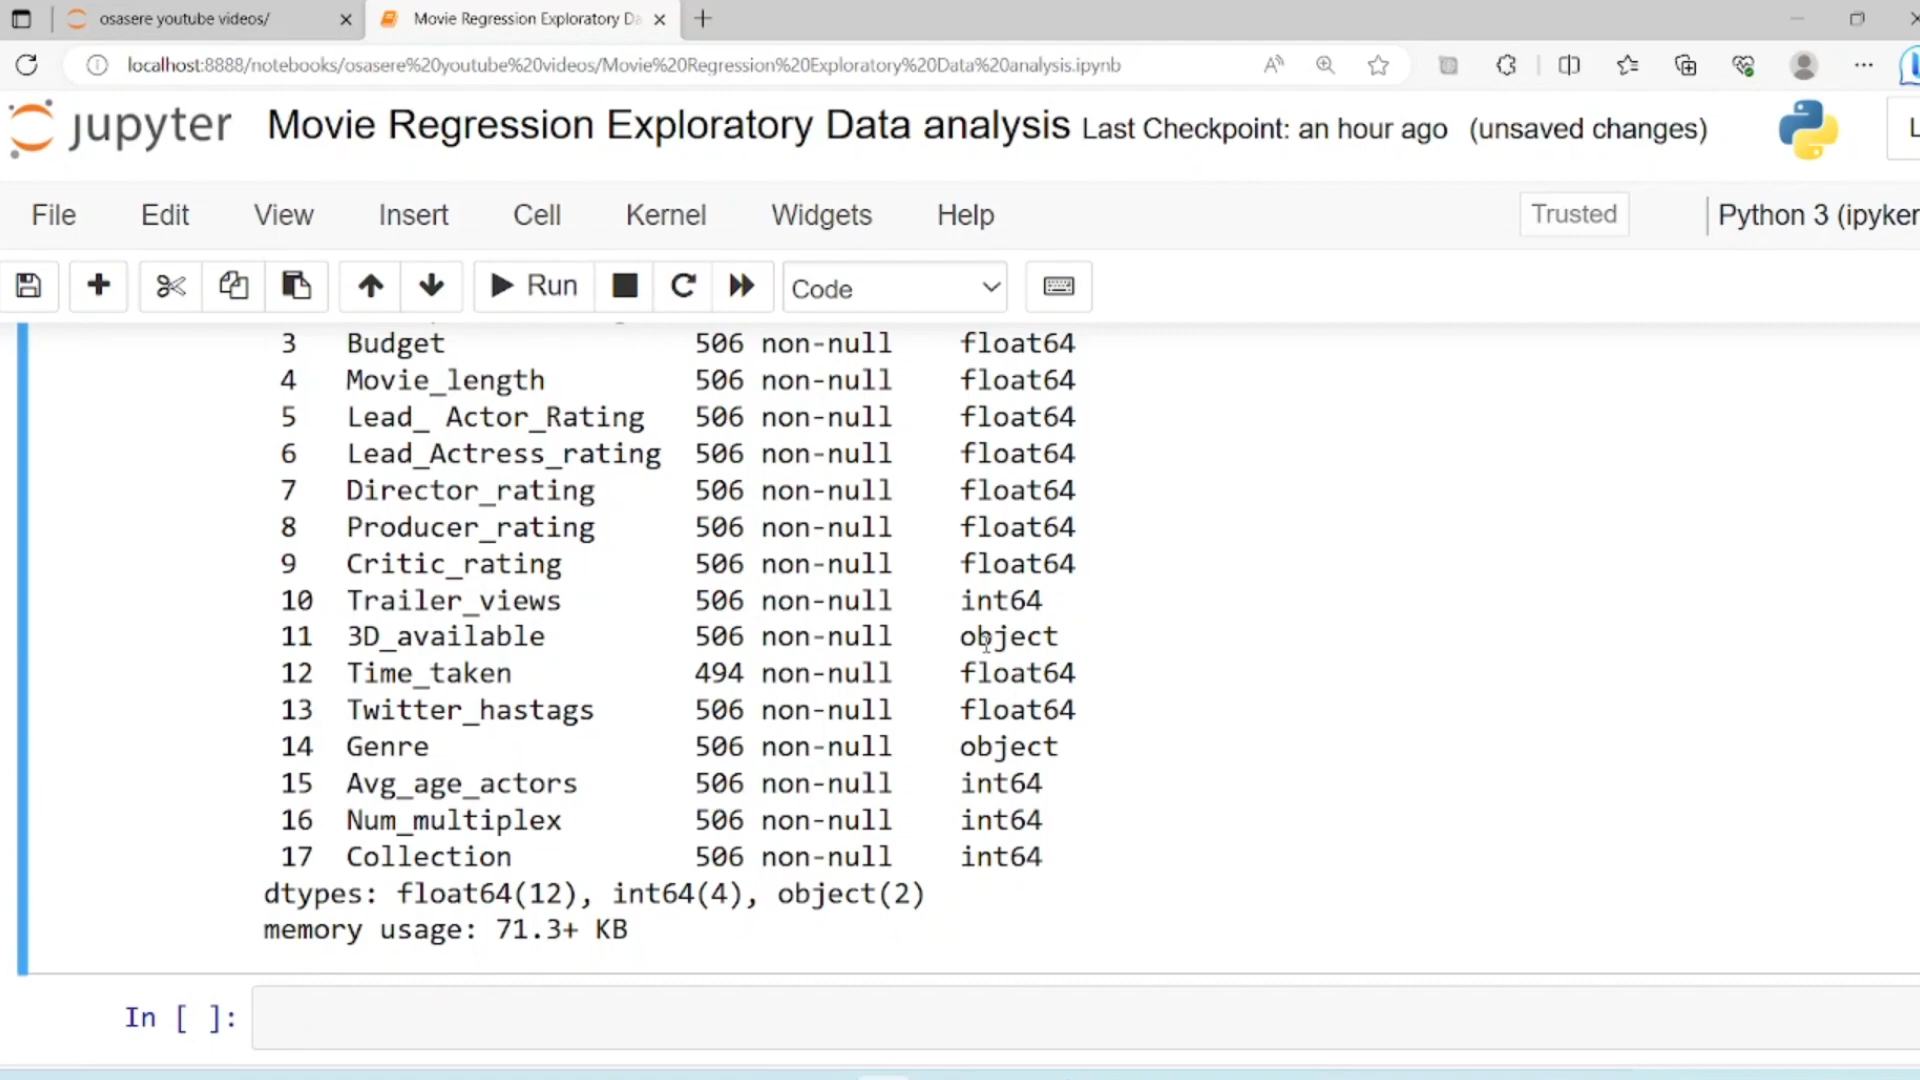 osasere youtube videos/
Movie Regression Exploratory Da
localhost:8888/notebooks/osasere%20youtube%20videos/Movie%20Regression%20Exploratory%20Data%20analysis.ipynb
jupyter Movie Regression Exploratory Data analysis Last Checkpoint: an hour ago (unsaved changes)
File Edit View Insert Cell Kernel Widgets Help Trusted Python 3 (ipyker
Run Code
3 Budget 506 non-null float64
4 Movie_length 506 non-null float64
5 Lead_ Actor_Rating 506 non-null float64
6 Lead_Actress_rating 506 non-null float64
7 Director_rating 506 non-null float64
8 Producer_rating 506 non-null float64
9 Critic_rating 506 non-null float64
10 Trailer_views 506 non-null int64
11 3D_available 506 non-null object
12 Time_taken 494 non-null float64
13 Twitter_hastags 506 non-null float64
14 Genre 506 non-null object
15 Avg_age_actors 506 non-null int64
16 Num_multiplex 506 non-null int64
17 Collection 506 non-null int64
dtypes: float64(12), int64(4), object(2)
memory usage: 71.3+ KB
In [ ]: